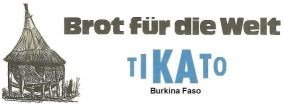 Brot für die Welt
TIKATO
Burkina Faso